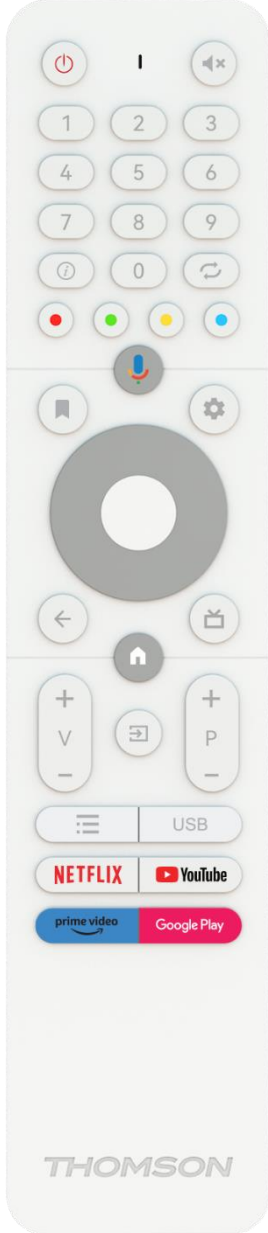 1 2 3
4 5 6
7 8 9
i 0
+ +
V P
− −
USB
NETFLIX YouTube
prime video Google Play
THOMSON